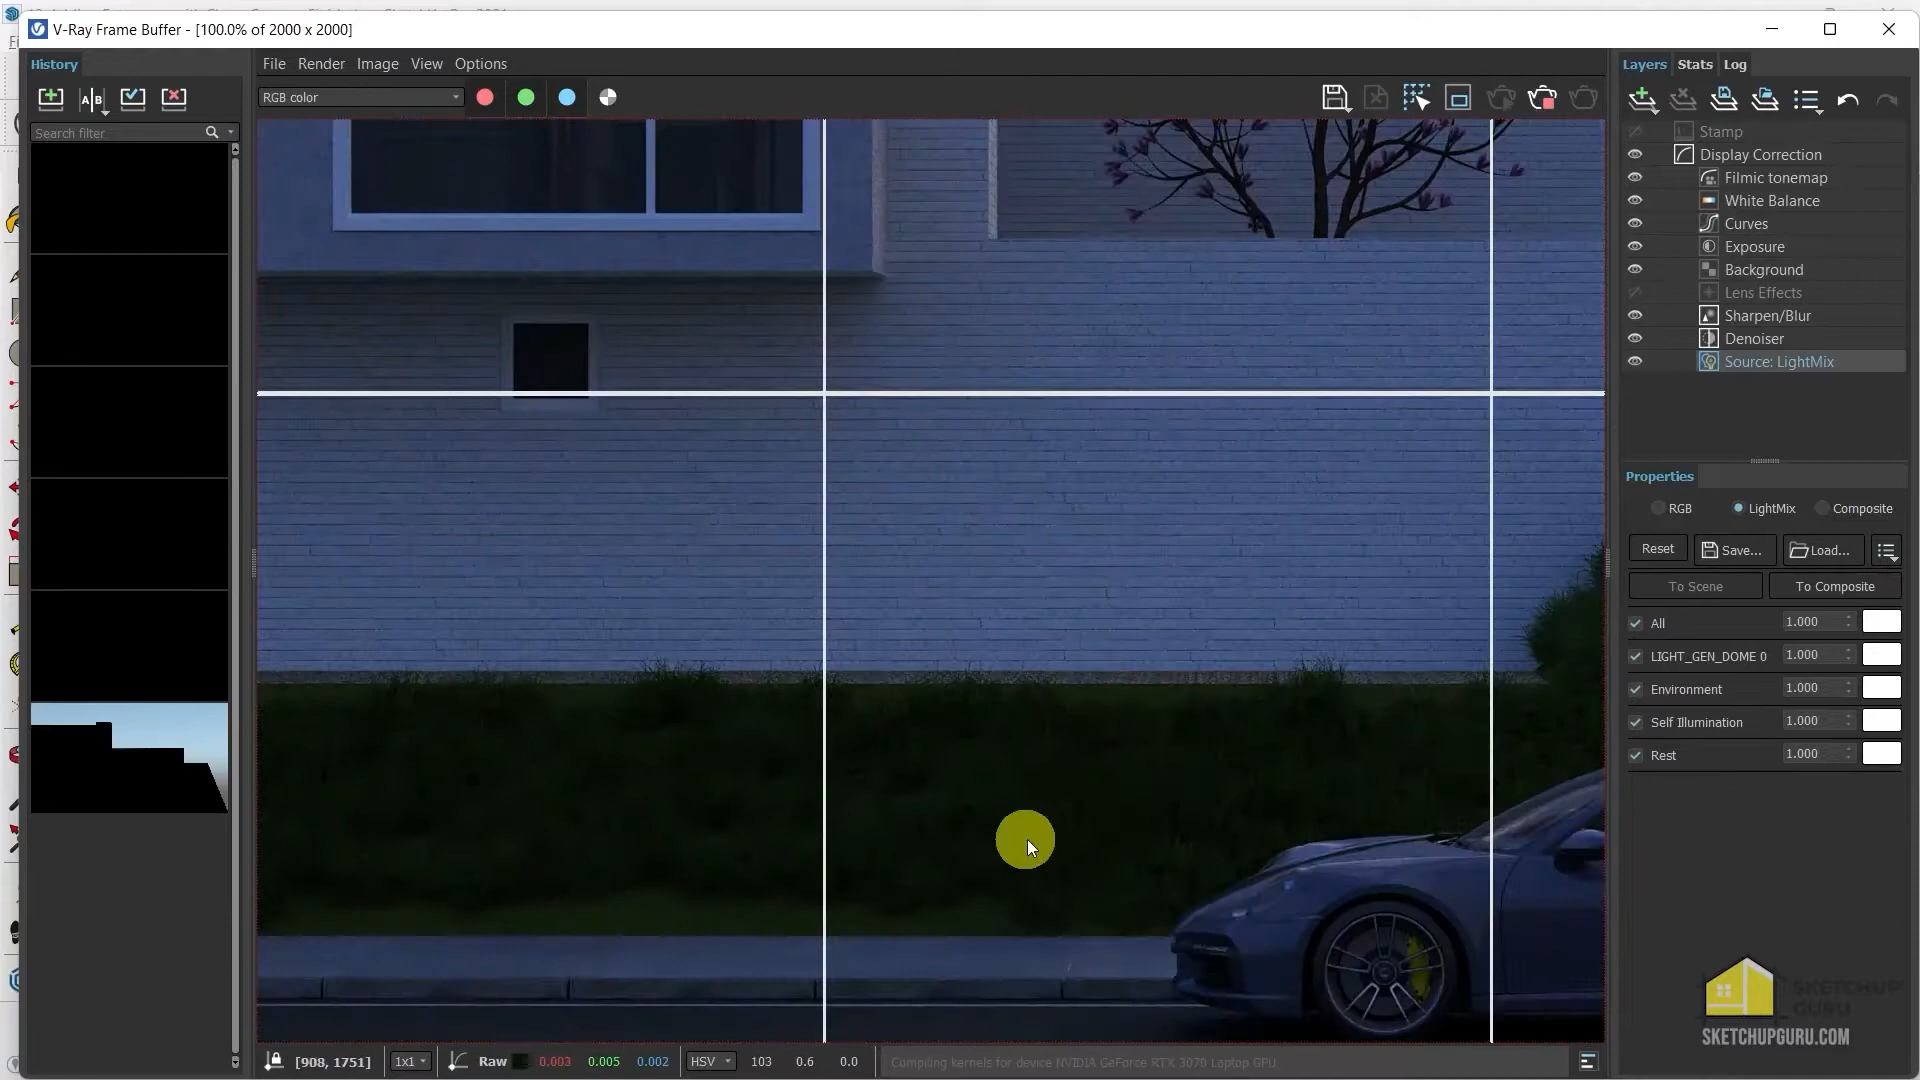 V-Ray Frame Buffer - [100.0% of 2000 x 2000]
History
File Render Image View Options
Layers Stats Log
RGB color
A|B
Search filter
Stamp
Display Correction
Filmic tonemap
White Balance
Curves
Exposure
Background
Lens Effects
Sharpen/Blur
Denoiser
Source: LightMix
Properties
RGB LightMix Composite
Reset Save... Load...
To Scene To Composite
All 1.000
LIGHT_GEN_DOME 0 1.000
Environment 1.000
Self Illumination 1.000
Rest 1.000
SKETCHUP
GURU
SKETCHUPGURU.COM
[908, 1751] 1x1 Raw 0.003 0.005 0.002 HSV 103 0.6 0.0 Compiling kernels for device NVIDIA GeForce RTX 3070 Laptop GPU